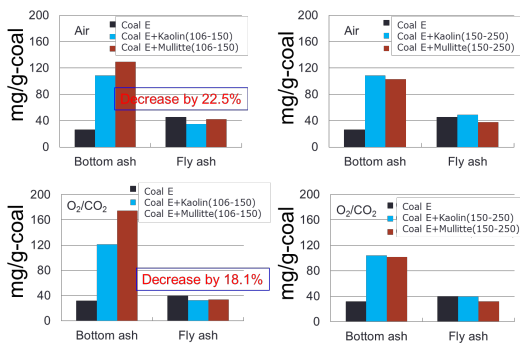 mg/g-coal
200
160
120
80
40
0
Air
Coal E
Coal E+Kaolin(106-150)
Coal E+Mullitte(106-150)
Decrease by 22.5%
Bottom ash
Fly ash
mg/g-coal
200
160
120
80
40
0
Air
Coal E
Coal E+Kaolin(150-250)
Coal E+Mullitte(150-250)
Bottom ash
Fly ash
mg/g-coal
200
160
120
80
40
0
O₂/CO₂
Coal E
Coal E+Kaolin(106-150)
Coal E+Mullitte(106-150)
Decrease by 18.1%
Bottom ash
Fly ash
mg/g-coal
200
160
120
80
40
0
O₂/CO₂
Coal E
Coal E+Kaolin(150-250)
Coal E+Mullitte(150-250)
Bottom ash
Fly ash